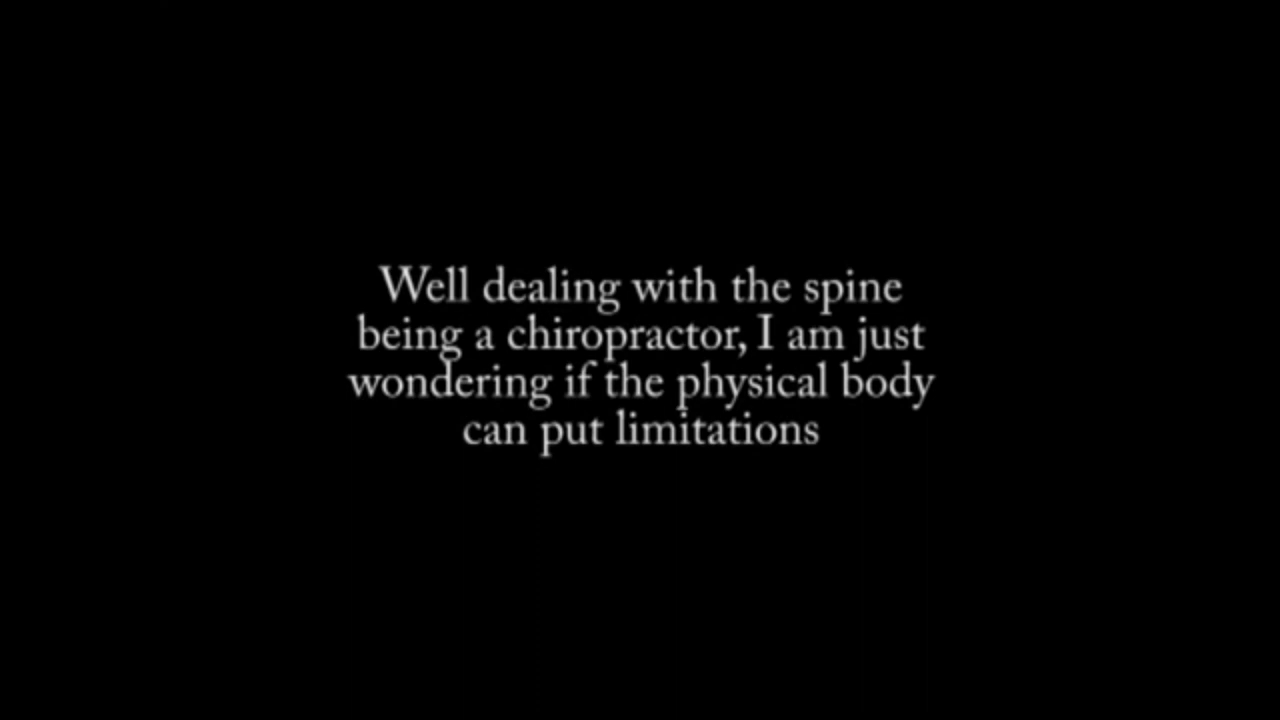 Well dealing with the spine
being a chiropractor, I am just
wondering if the physical body
can put limitations